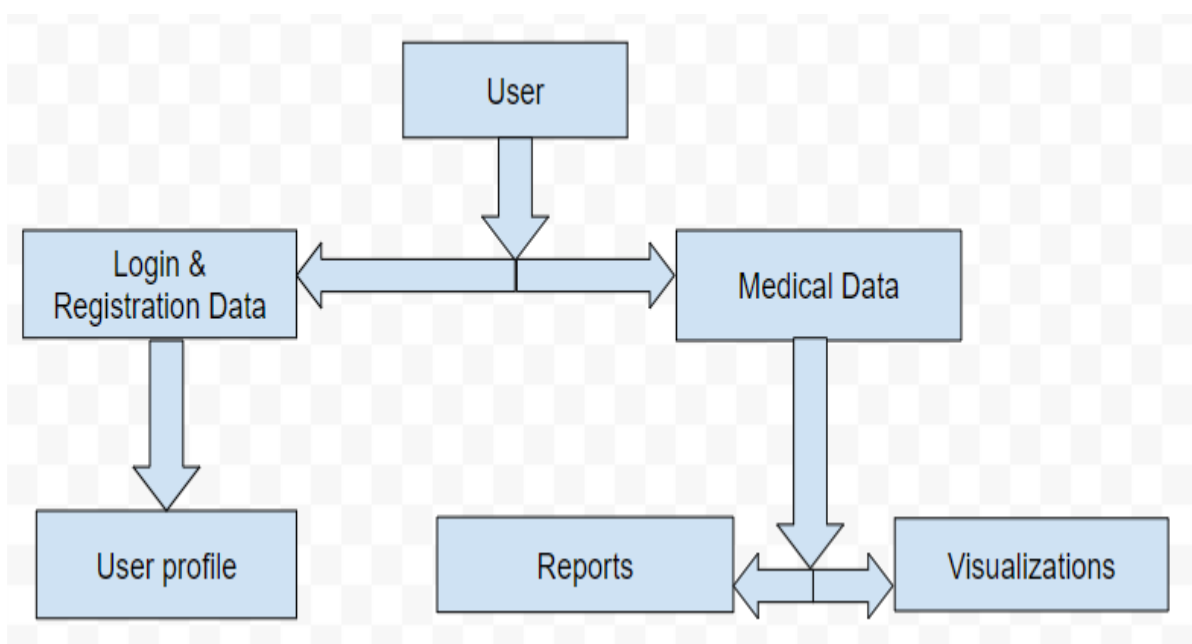 User
Login &
Registration Data
Medical Data
User profile
Reports
Visualizations